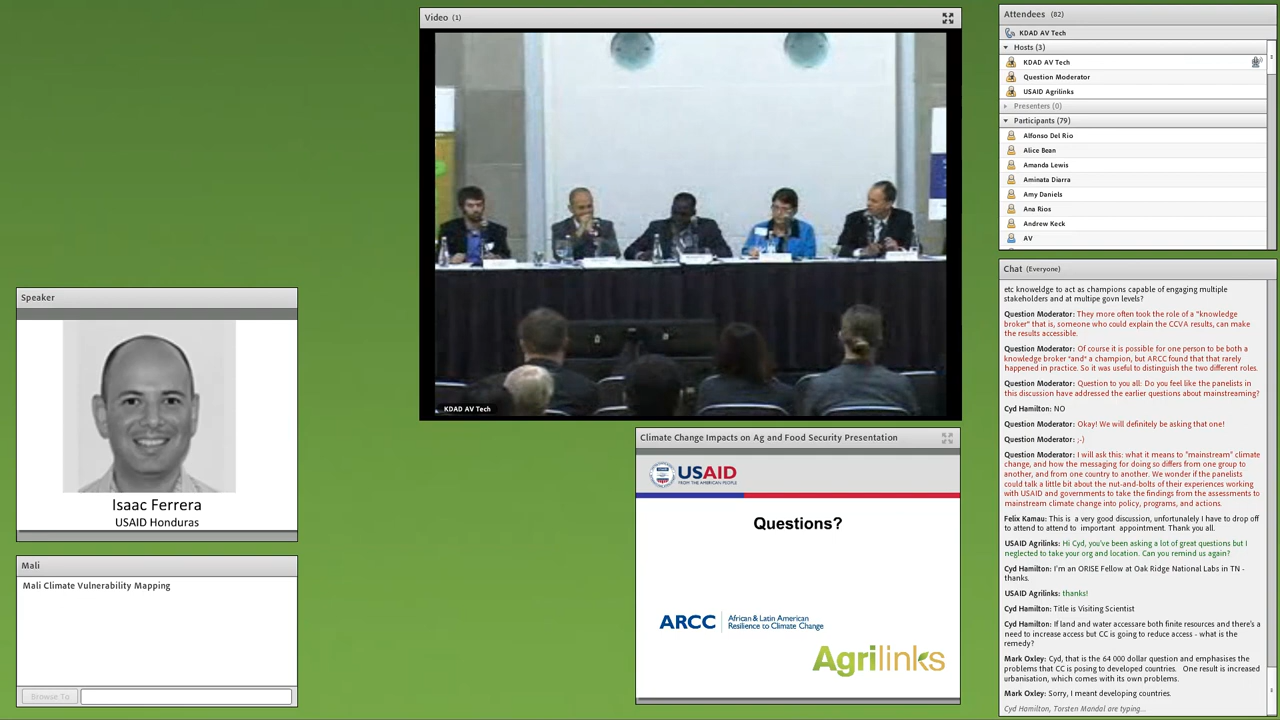 Video (1)
KDAD AV Tech
Speaker
Isaac Ferrera
USAID Honduras
Mali
Mali Climate Vulnerability Mapping
Browse To
Climate Change Impacts on Ag and Food Security Presentation
USAID
FROM THE AMERICAN PEOPLE
Questions?
ARCC
African & Latin American
Resilience to Climate Change
Agrilinks
Attendees (82)
KDAD AV Tech
Hosts (3)
KDAD AV Tech
Question Moderator
USAID Agrilinks
Presenters (0)
Participants (79)
Alfonso Del Rio
Alice Bean
Amanda Lewis
Aminata Diarra
Amy Daniels
Ana Rios
Andrew Keck
AV
Chat (Everyone)
etc knoweldge to act as champions capable of engaging multiple
stakeholders and at multipe govn levels?
Question Moderator: They more often took the role of a "knowledge
broker" that is, someone who could explain the CCVA results, can make
the results accessible.
Question Moderator: Of course it is possible for one person to be both a
knowledge broker *and* a champion, but ARCC found that that rarely
happened in practice. So it was useful to distinguish the two different roles.
Question Moderator: Question to you all: Do you feel like the panelists in
this discussion have addressed the earlier questions about mainstreaming?
Cyd Hamilton: NO
Question Moderator: Okay! We will definitely be asking that one!
Question Moderator: ;-)
Question Moderator: I will ask this: what it means to "mainstream" climate
change, and how the messaging for doing so differs from one group to
another, and from one country to another. We wonder if the panelists
could talk a little bit about the nut-and-bolts of their experiences working
with USAID and governments to take the findings from the assessments to
mainstream climate change into policy, programs, and actions.
Felix Kamau: This is a very good discussion, unfortunately I have to drop off
to attend to attend to important appointment. Thank you all.
USAID Agrilinks: Hi Cyd, you've been asking a lot of great questions but I
neglected to take your org and location. Can you remind us again?
Cyd Hamilton: I'm an ORISE Fellow at Oak Ridge National Labs in TN -
thanks.
USAID Agrilinks: thanks!
Cyd Hamilton: Title is Visiting Scientist
Cyd Hamilton: If land and water accessare both finite resources and there's a
need to increase access but CC is going to reduce access - what is the
remedy?
Mark Oxley: Cyd, that is the 64 000 dollar question and emphasises the
problems that CC is posing to developed countries. One result is increased
urbanisation, which comes with its own problems.
Mark Oxley: Sorry, I meant developing countries.
Cyd Hamilton, Torsten Mandal are typing...